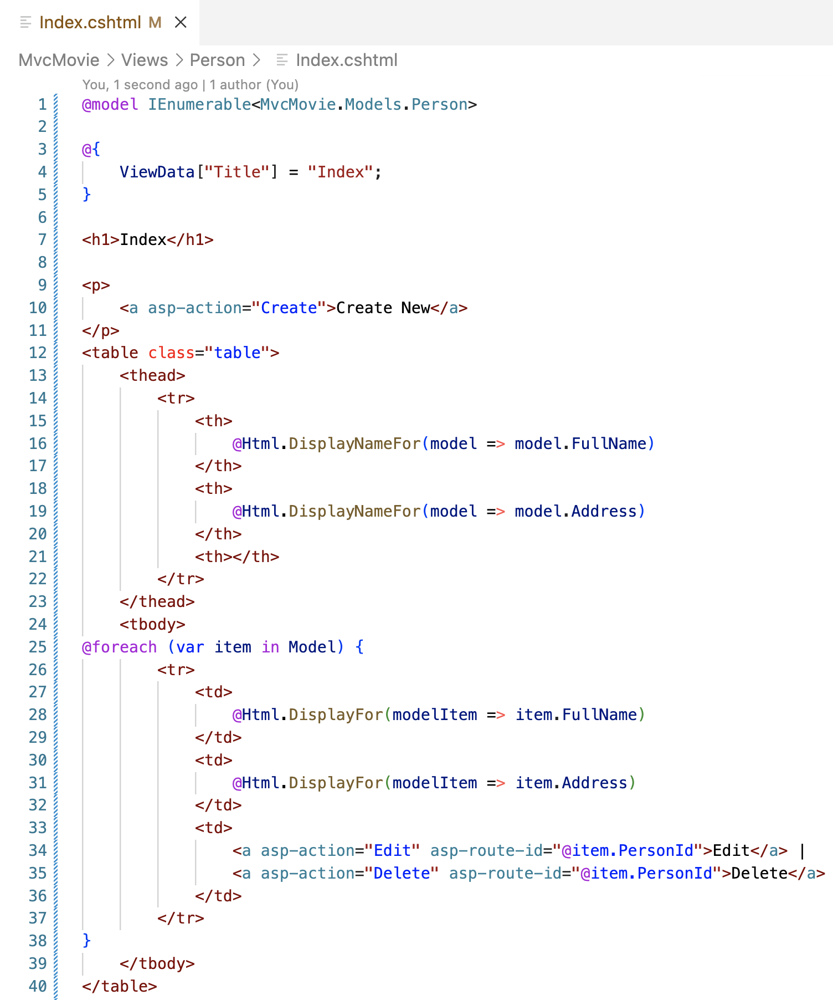 Index.cshtml M
MvcMovie > Views > Person > Index.cshtml
You, 1 second ago | 1 author (You)
1 @model IEnumerable<MvcMovie.Models.Person>
2
3 @{
4     ViewData["Title"] = "Index";
5 }
6
7 <h1>Index</h1>
8
9 <p>
10     <a asp-action="Create">Create New</a>
11 </p>
12 <table class="table">
13     <thead>
14         <tr>
15             <th>
16                 @Html.DisplayNameFor(model => model.FullName)
17             </th>
18             <th>
19                 @Html.DisplayNameFor(model => model.Address)
20             </th>
21             <th></th>
22         </tr>
23     </thead>
24     <tbody>
25 @foreach (var item in Model) {
26         <tr>
27             <td>
28                 @Html.DisplayFor(modelItem => item.FullName)
29             </td>
30             <td>
31                 @Html.DisplayFor(modelItem => item.Address)
32             </td>
33             <td>
34                 <a asp-action="Edit" asp-route-id="@item.PersonId">Edit</a> |
35                 <a asp-action="Delete" asp-route-id="@item.PersonId">Delete</a>
36             </td>
37         </tr>
38 }
39     </tbody>
40 </table>